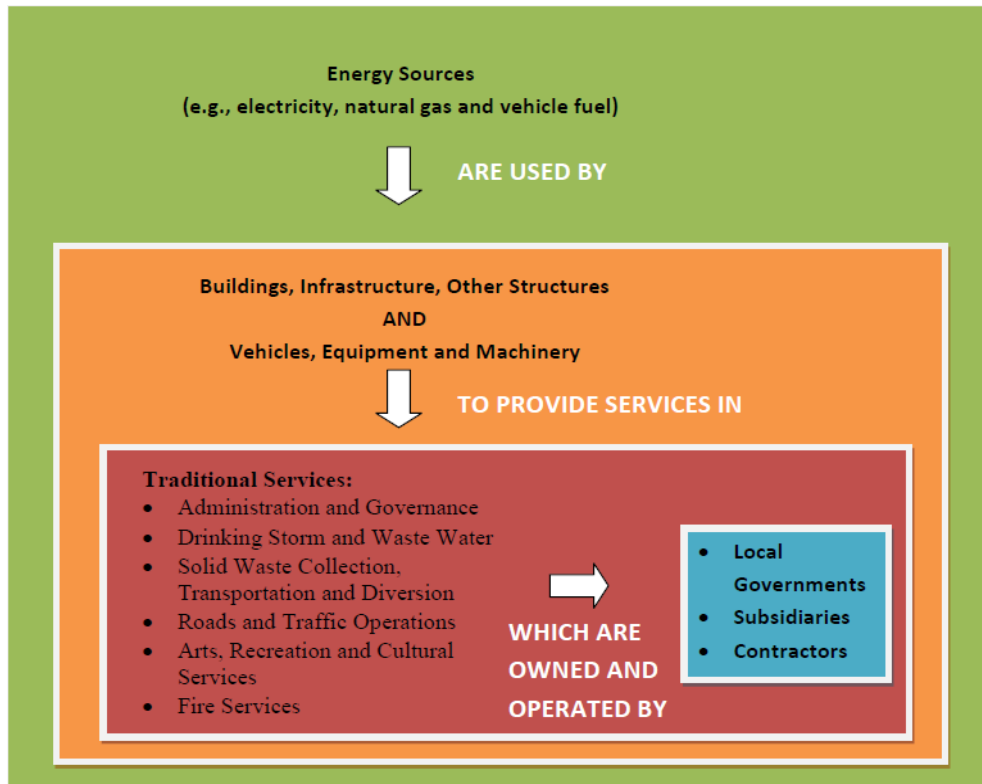 Energy Sources
(e.g., electricity, natural gas and vehicle fuel)
ARE USED BY
Buildings, Infrastructure, Other Structures
AND
Vehicles, Equipment and Machinery
TO PROVIDE SERVICES IN
Traditional Services:
• Administration and Governance
• Drinking Storm and Waste Water
• Solid Waste Collection,
Transportation and Diversion
• Roads and Traffic Operations
• Arts, Recreation and Cultural
Services
• Fire Services
WHICH ARE
OWNED AND
OPERATED BY
• Local
Governments
• Subsidiaries
• Contractors